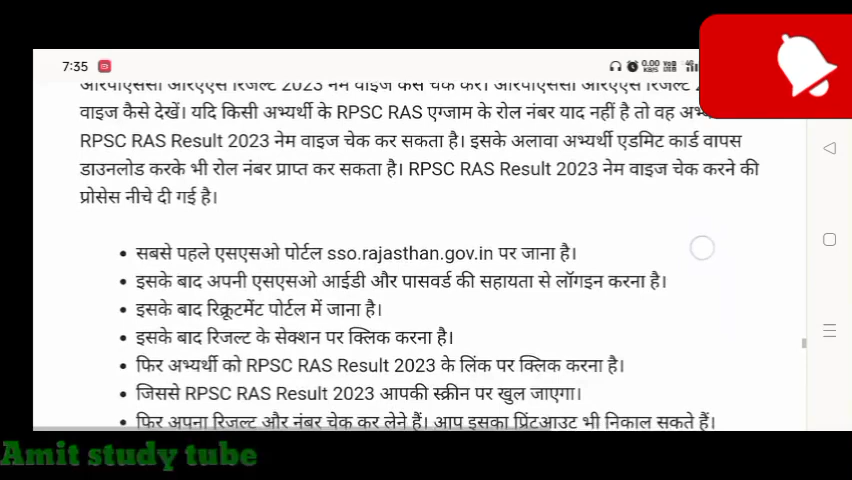 7:35
0.00 KB/S 4G
आरपीएससी आरएएस रिजल्ट 2023 नेम वाइज कैसे चेक करें। आरपीएससी आरएएस रिजल्ट
वाइज कैसे देखें। यदि किसी अभ्यर्थी के RPSC RAS एग्जाम के रोल नंबर याद नहीं है तो वह
RPSC RAS Result 2023 नेम वाइज चेक कर सकता है। इसके अलावा अभ्यर्थी एडमिट कार्ड वापस
डाउनलोड करके भी रोल नंबर प्राप्त कर सकता है। RPSC RAS Result 2023 नेम वाइज चेक करने की
प्रोसेस नीचे दी गई है।
• सबसे पहले एसएसओ पोर्टल sso.rajasthan.gov.in पर जाना है।
• इसके बाद अपनी एसएसओ आईडी और पासवर्ड की सहायता से लॉगइन करना है।
• इसके बाद रिक्रूटमेंट पोर्टल में जाना है।
• इसके बाद रिजल्ट के सेक्शन पर क्लिक करना है।
• फिर अभ्यर्थी को RPSC RAS Result 2023 के लिंक पर क्लिक करना है।
• जिससे RPSC RAS Result 2023 आपकी स्क्रीन पर खुल जाएगा।
• फिर अपना रिजल्ट और नंबर चेक कर लेने हैं। आप इसका प्रिंटआउट भी निकाल सकते हैं।
Amit study tube